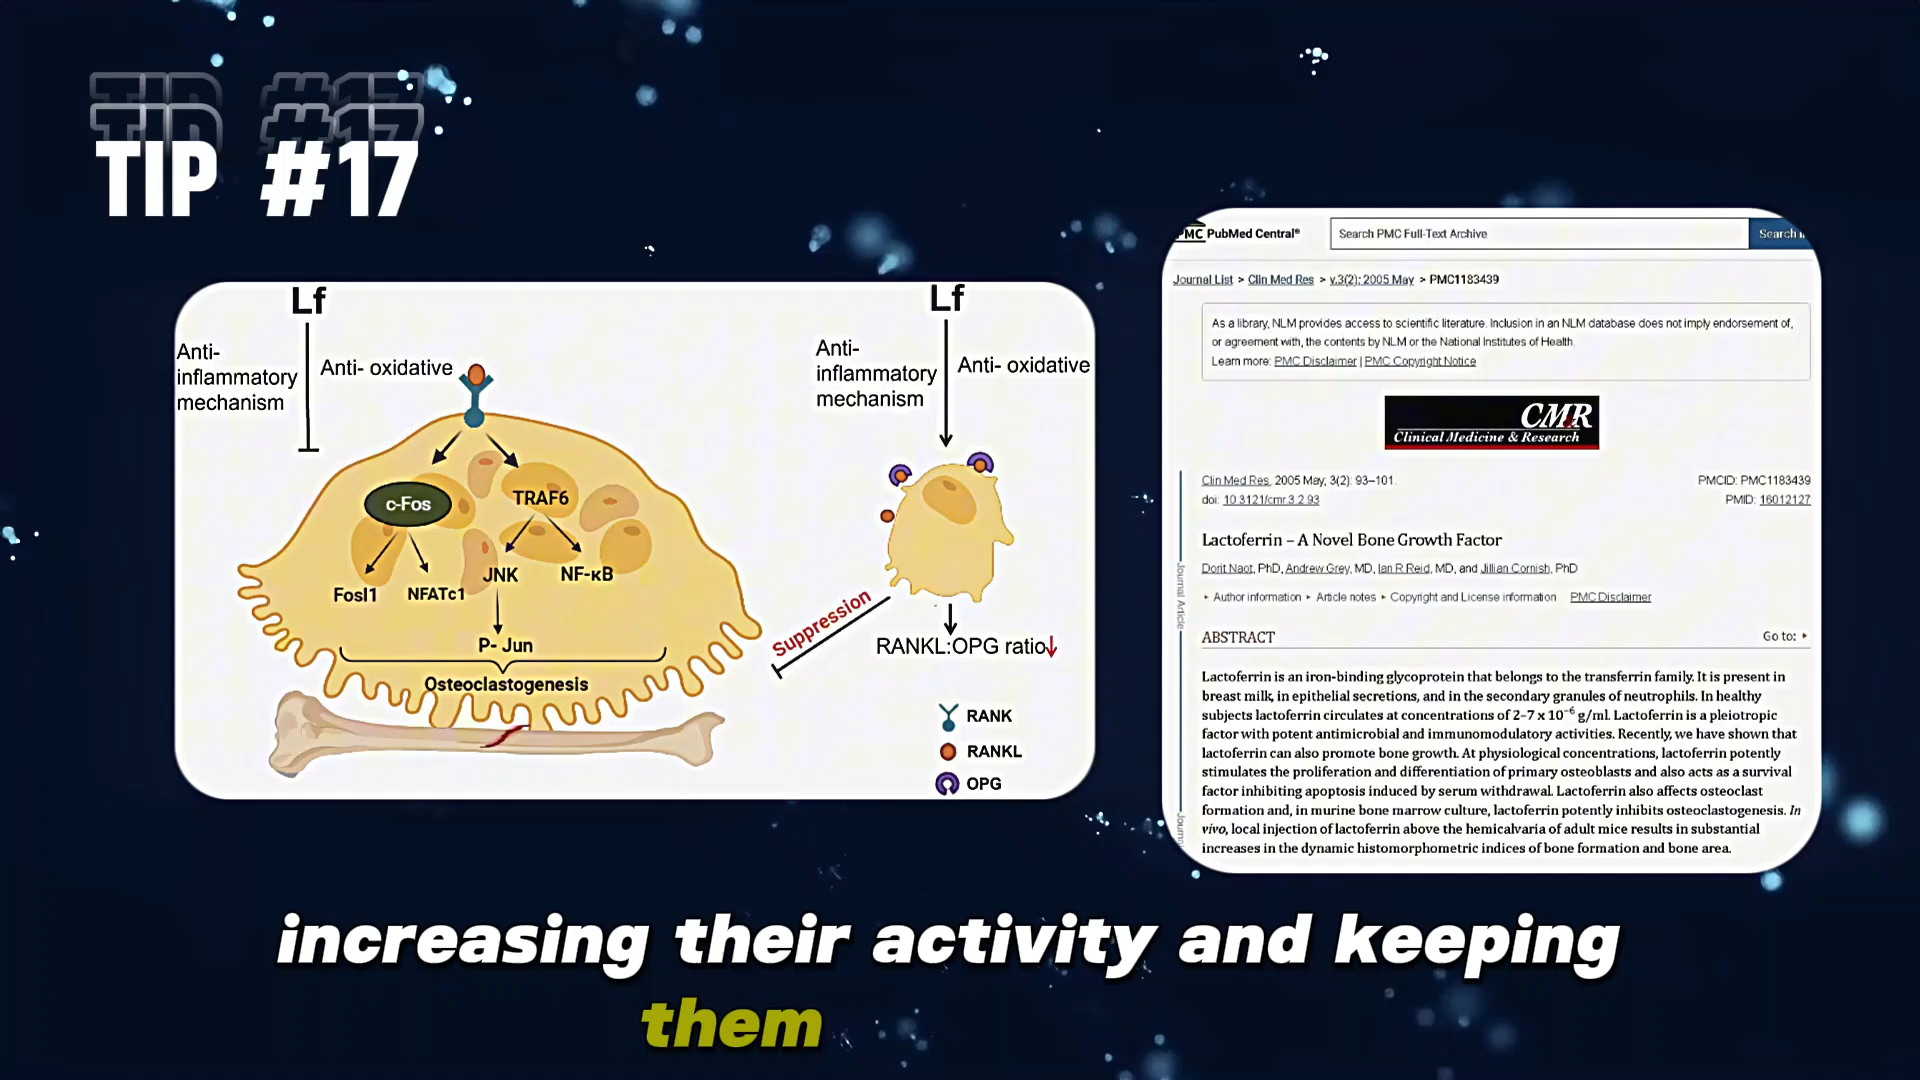 TIP #17
Lf
Anti-
inflammatory
mechanism
Anti- oxidative
c-Fos
TRAF6
Fosl1
NFATc1
JNK
NF-κB
P- Jun
Osteoclastogenesis
Lf
Anti-
inflammatory
mechanism
Anti- oxidative
Suppression
RANKL:OPG ratio↓
RANK
RANKL
OPG
PMC PubMed Central®
Search PMC Full-Text Archive
Search
Journal List > Clin Med Res > v.3(2); 2005 May > PMC1183439
As a library, NLM provides access to scientific literature. Inclusion in an NLM database does not imply endorsement of,
or agreement with, the contents by NLM or the National Institutes of Health.
Learn more: PMC Disclaimer | PMC Copyright Notice
CMR
Clinical Medicine & Research
Clin Med Res. 2005 May; 3(2): 93–101.
doi: 10.3121/cmr.3.2.93
PMCID: PMC1183439
PMID: 16012127
Lactoferrin – A Novel Bone Growth Factor
Dorit Naot, PhD, Andrew Grey, MD, Ian R Reid, MD, and Jillian Cornish, PhD
▸ Author information ▸ Article notes ▸ Copyright and License information PMC Disclaimer
Journal Article
ABSTRACT
Go to: ▸
Lactoferrin is an iron-binding glycoprotein that belongs to the transferrin family. It is present in
breast milk, in epithelial secretions, and in the secondary granules of neutrophils. In healthy
subjects lactoferrin circulates at concentrations of 2–7 x 10⁻⁶ g/ml. Lactoferrin is a pleiotropic
factor with potent antimicrobial and immunomodulatory activities. Recently, we have shown that
lactoferrin can also promote bone growth. At physiological concentrations, lactoferrin potently
stimulates the proliferation and differentiation of primary osteoblasts and also acts as a survival
factor inhibiting apoptosis induced by serum withdrawal. Lactoferrin also affects osteoclast
formation and, in murine bone marrow culture, lactoferrin potently inhibits osteoclastogenesis. In
vivo, local injection of lactoferrin above the hemicalvaria of adult mice results in substantial
increases in the dynamic histomorphometric indices of bone formation and bone area.
increasing their activity and keeping
them